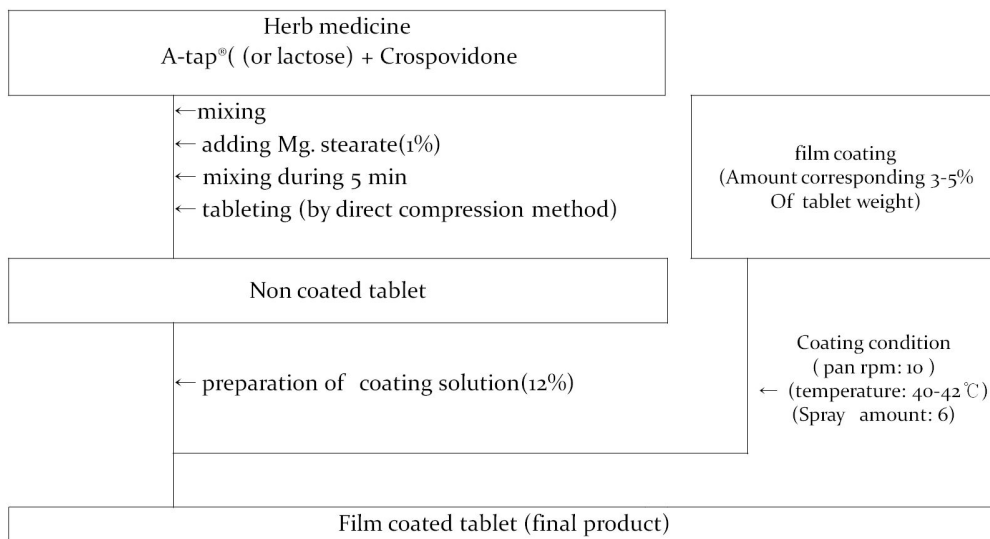 Herb medicine
A-tap®( (or lactose) + Crospovidone
←mixing
← adding Mg. stearate(1%)
← mixing during 5 min
← tableting (by direct compression method)
film coating
(Amount corresponding 3-5%
Of tablet weight)
Non coated tablet
← preparation of coating solution(12%)
Coating condition
( pan rpm: 10 )
← (temperature: 40-42℃)
(Spray amount: 6)
Film coated tablet (final product)